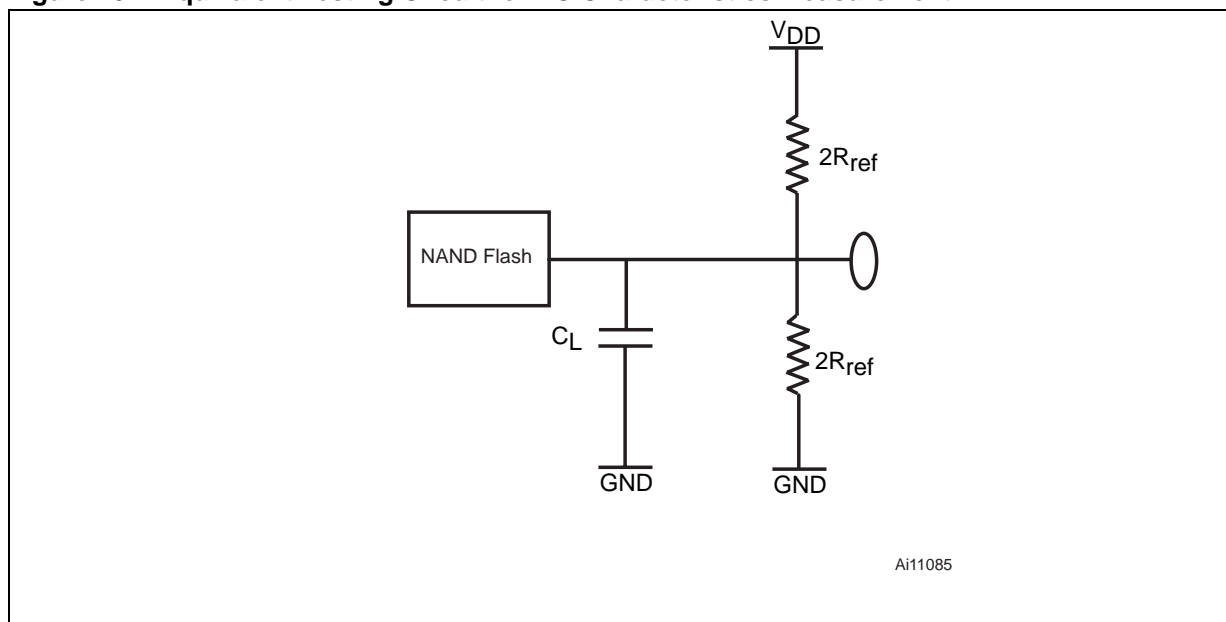 VDD
2Rref
NAND Flash
CL
2Rref
GND
GND
Ai11085